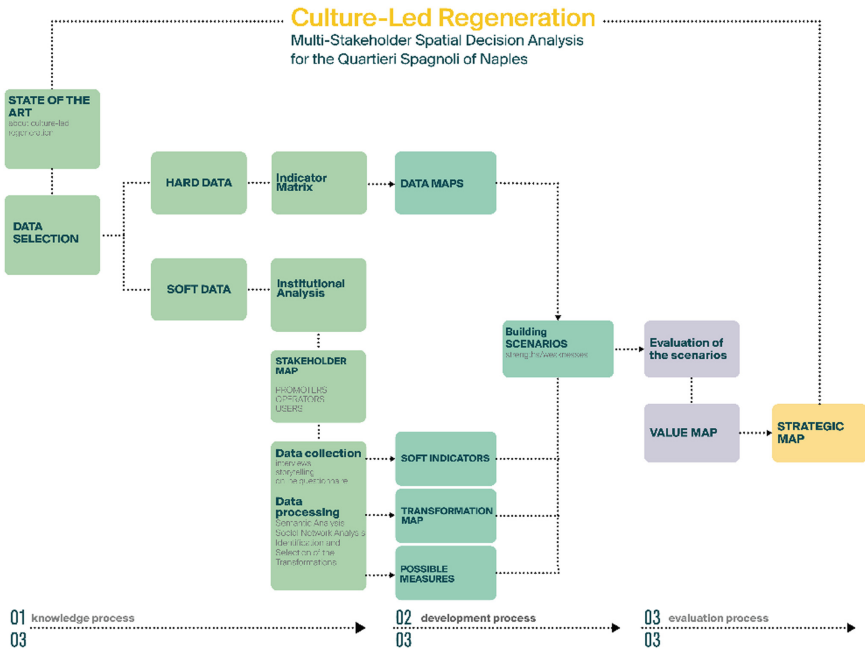 Culture-Led Regeneration
Multi-Stakeholder Spatial Decision Analysis
for the Quartieri Spagnoli of Naples
STATE OF THE
ART
about culture-led
regeneration
DATA
SELECTION
HARD DATA
Indicator
Matrix
DATA MAPS
SOFT DATA
Institutional
Analysis
STAKEHOLDER
MAP
PROMOTERS
OPERATORS
USERS
Data collection
interviews
storytelling
online questionnaire
Data
processing
Semantic Analysis
Social Network Analysis
Identification and
Selection of the
Transformations
SOFT INDICATORS
TRANSFORMATION
MAP
POSSIBLE
MEASURES
Building
SCENARIOS
strengths/weaknesses
Evaluation of
the scenarios
VALUE MAP
STRATEGIC
MAP
01 knowledge process
03
02 development process
03
03 evaluation process
03